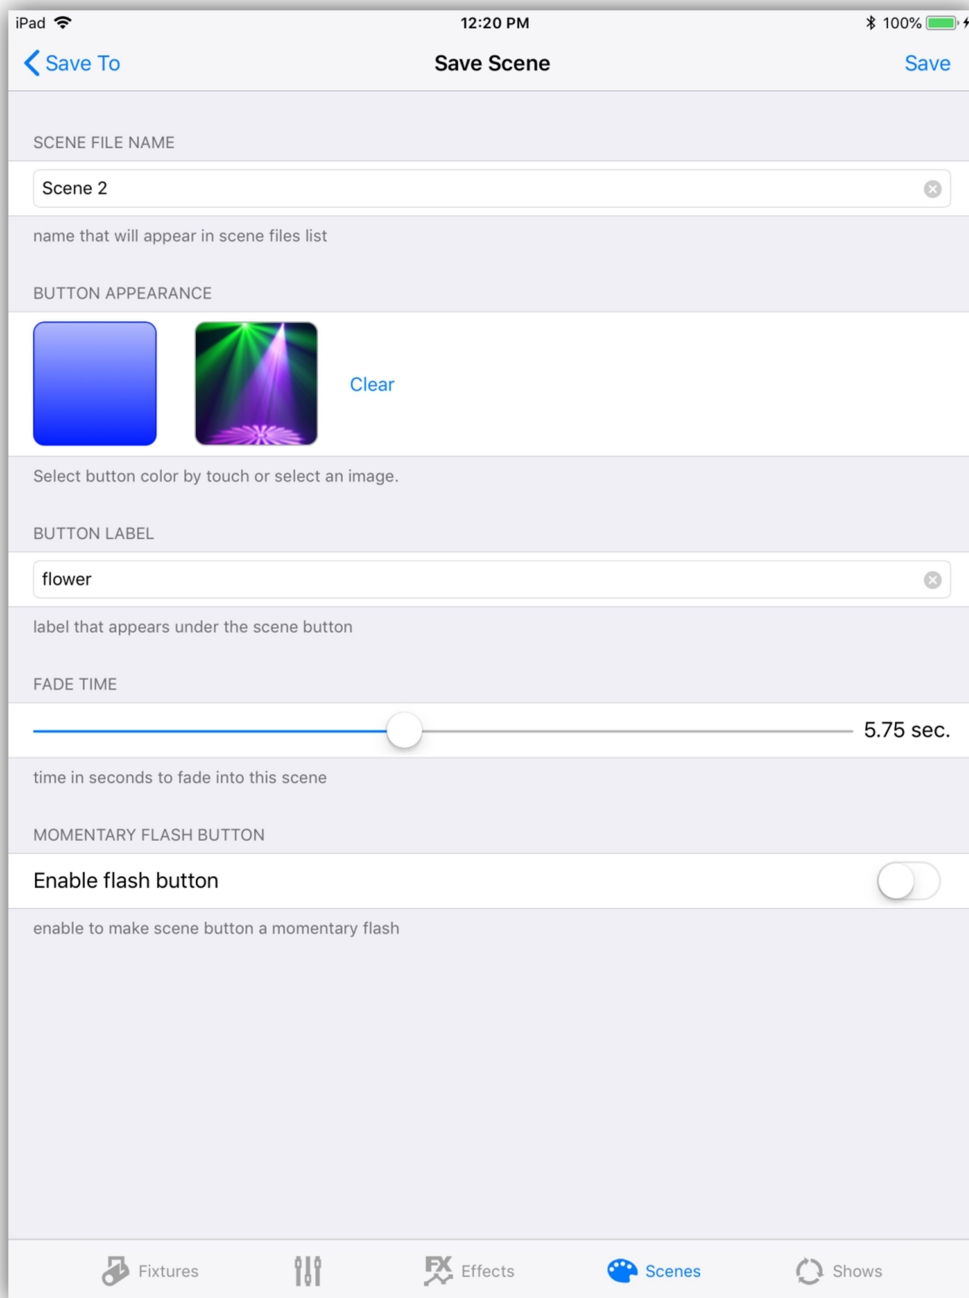 iPad 12:20 PM 100%
Save To Save Scene Save
SCENE FILE NAME
Scene 2
name that will appear in scene files list
BUTTON APPEARANCE
Clear
Select button color by touch or select an image.
BUTTON LABEL
flower
label that appears under the scene button
FADE TIME
5.75 sec.
time in seconds to fade into this scene
MOMENTARY FLASH BUTTON
Enable flash button
enable to make scene button a momentary flash
Fixtures FX Effects Scenes Shows